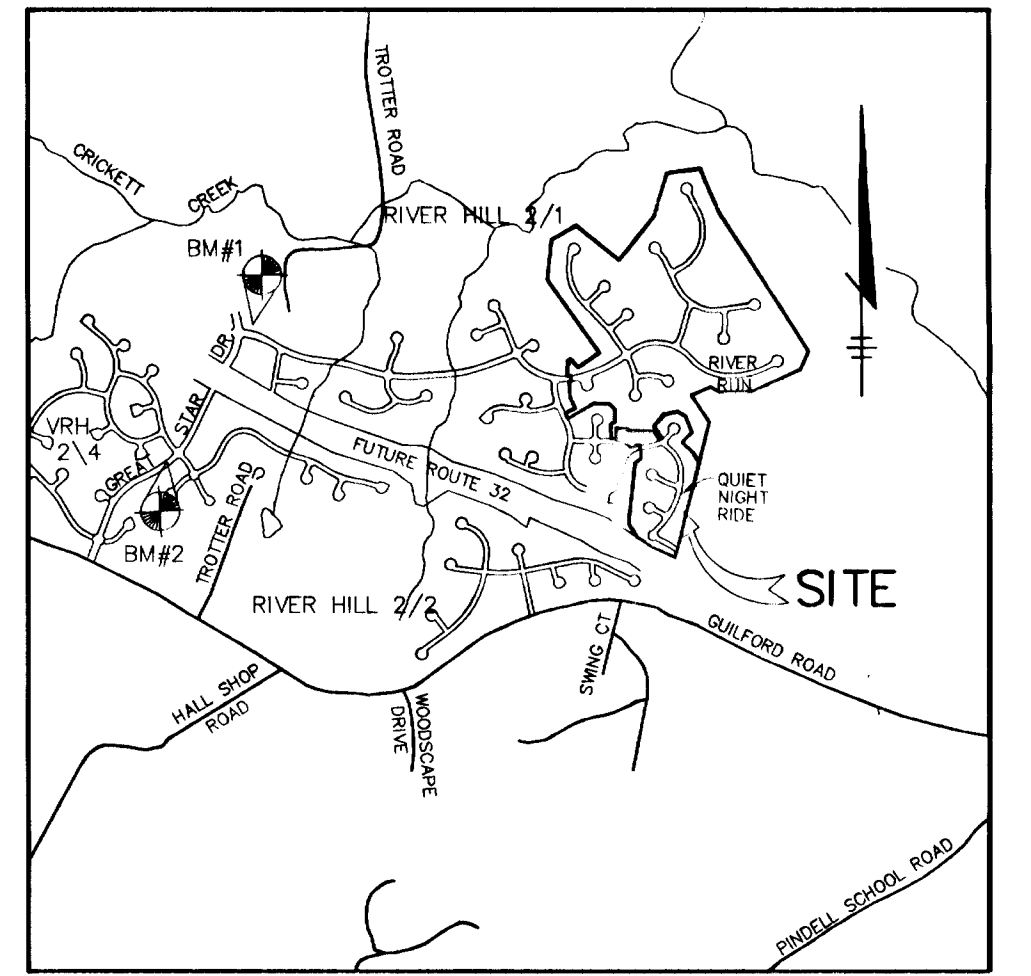 TROTTER ROAD
CRICKETT
CREEK
RIVER HILL 2/1
BM#1
DR
RIVER
RUN
STAR
VRH
2\4
GREAT
FUTURE ROUTE 32
QUIET
NIGHT
RIDE
TROTTER ROAD
BM#2
SITE
RIVER HILL 2/2
GUILFORD ROAD
SWING CT
HALL SHOP
ROAD
WOODSCAPE
DRIVE
PINDELL SCHOOL ROAD